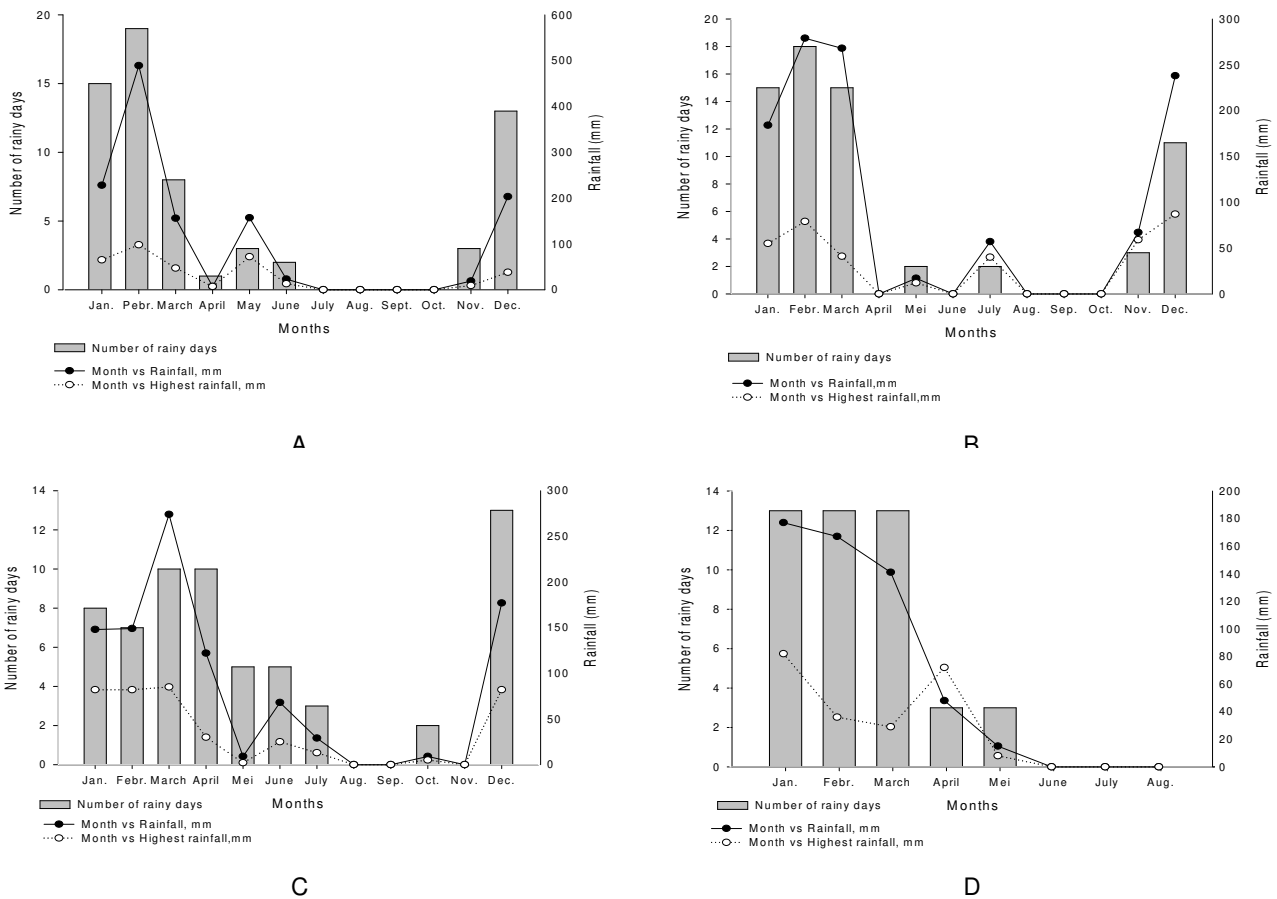 20
15
10
5
0
Number of rainy days
600
500
400
300
200
100
0
Rainfall (mm)
Jan. Pebr. March April May June July Aug. Sept. Oct. Nov. Dec.
Months
Number of rainy days
Month vs Rainfall, mm
Month vs Highest rainfall, mm
A
20
18
16
14
12
10
8
6
4
2
0
Number of rainy days
300
250
200
150
100
50
0
Rainfall (mm)
Jan. Febr. March April Mei June July Aug. Sep. Oct. Nov. Dec.
Months
Number of rainy days
Month vs Rainfall,mm
Month vs Highest rainfall,mm
B
14
12
10
8
6
4
2
0
Number of rainy days
300
250
200
150
100
50
0
Rainfall (mm)
Jan. Febr. March April Mei June July Aug. Sep. Oct. Nov. Dec.
Months
Number of rainy days
Month vs Rainfall, mm
Month vs Highest rainfall,mm
C
14
12
10
8
6
4
2
0
Number of rainy days
200
180
160
140
120
100
80
60
40
20
0
Rainfall (mm)
Jan. Febr. March April Mei June July Aug.
Months
Number of rainy days
Month vs Rainfall, mm
Month vs Highest rainfall, mm
D